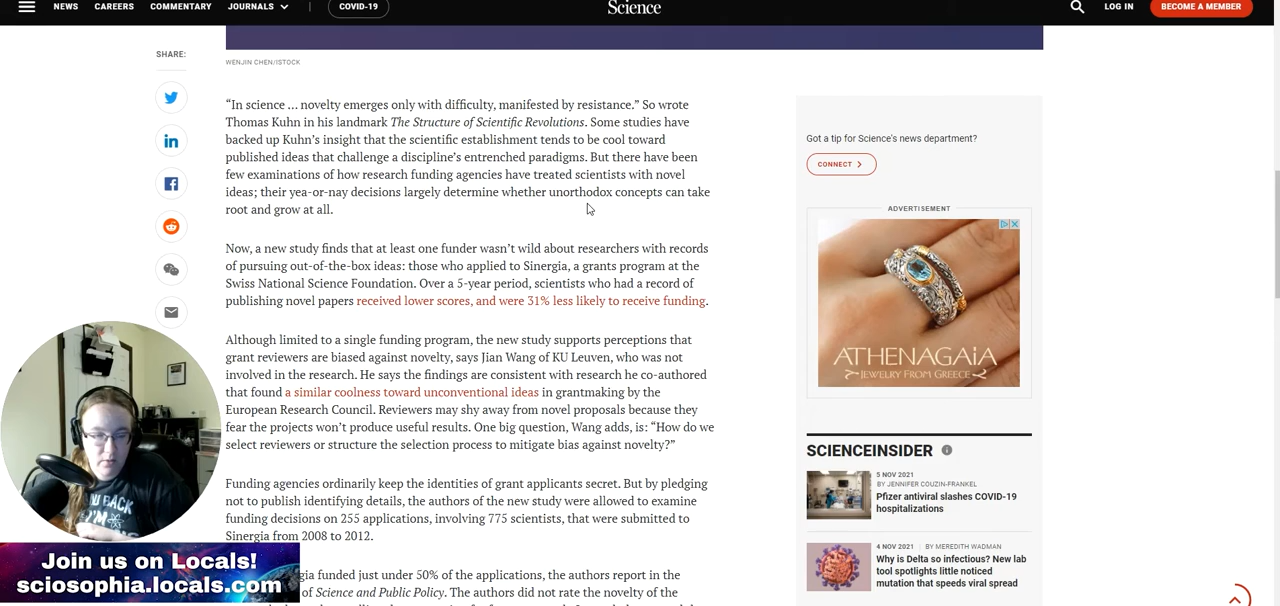 NEWS CAREERS COMMENTARY JOURNALS COVID-19 Science LOG IN BECOME A MEMBER
SHARE:
WENJIN CHEN/ISTOCK
“In science … novelty emerges only with difficulty, manifested by resistance.” So wrote
Thomas Kuhn in his landmark The Structure of Scientific Revolutions. Some studies have
backed up Kuhn’s insight that the scientific establishment tends to be cool toward
published ideas that challenge a discipline’s entrenched paradigms. But there have been
few examinations of how research funding agencies have treated scientists with novel
ideas; their yea-or-nay decisions largely determine whether unorthodox concepts can take
root and grow at all.
Now, a new study finds that at least one funder wasn’t wild about researchers with records
of pursuing out-of-the-box ideas: those who applied to Sinergia, a grants program at the
Swiss National Science Foundation. Over a 5-year period, scientists who had a record of
publishing novel papers received lower scores, and were 31% less likely to receive funding.
Although limited to a single funding program, the new study supports perceptions that
grant reviewers are biased against novelty, says Jian Wang of KU Leuven, who was not
involved in the research. He says the findings are consistent with research he co-authored
that found a similar coolness toward unconventional ideas in grantmaking by the
European Research Council. Reviewers may shy away from novel proposals because they
fear the projects won’t produce useful results. One big question, Wang adds, is: “How do we
select reviewers or structure the selection process to mitigate bias against novelty?”
Funding agencies ordinarily keep the identities of grant applicants secret. But by pledging
not to publish identifying details, the authors of the new study were allowed to examine
funding decisions on 255 applications, involving 775 scientists, that were submitted to
Sinergia from 2008 to 2012.
funded just under 50% of the applications, the authors report in the
of Science and Public Policy. The authors did not rate the novelty of the
Got a tip for Science's news department?
CONNECT
ADVERTISEMENT
ATHENAGAIA
JEWELRY FROM GREECE
SCIENCEINSIDER
5 NOV 2021
BY JENNIFER COUZIN-FRANKEL
Pfizer antiviral slashes COVID-19
hospitalizations
4 NOV 2021 | BY MEREDITH WADMAN
Why is Delta so infectious? New lab
tool spotlights little noticed
mutation that speeds viral spread
Join us on Locals!
sciosophia.locals.com